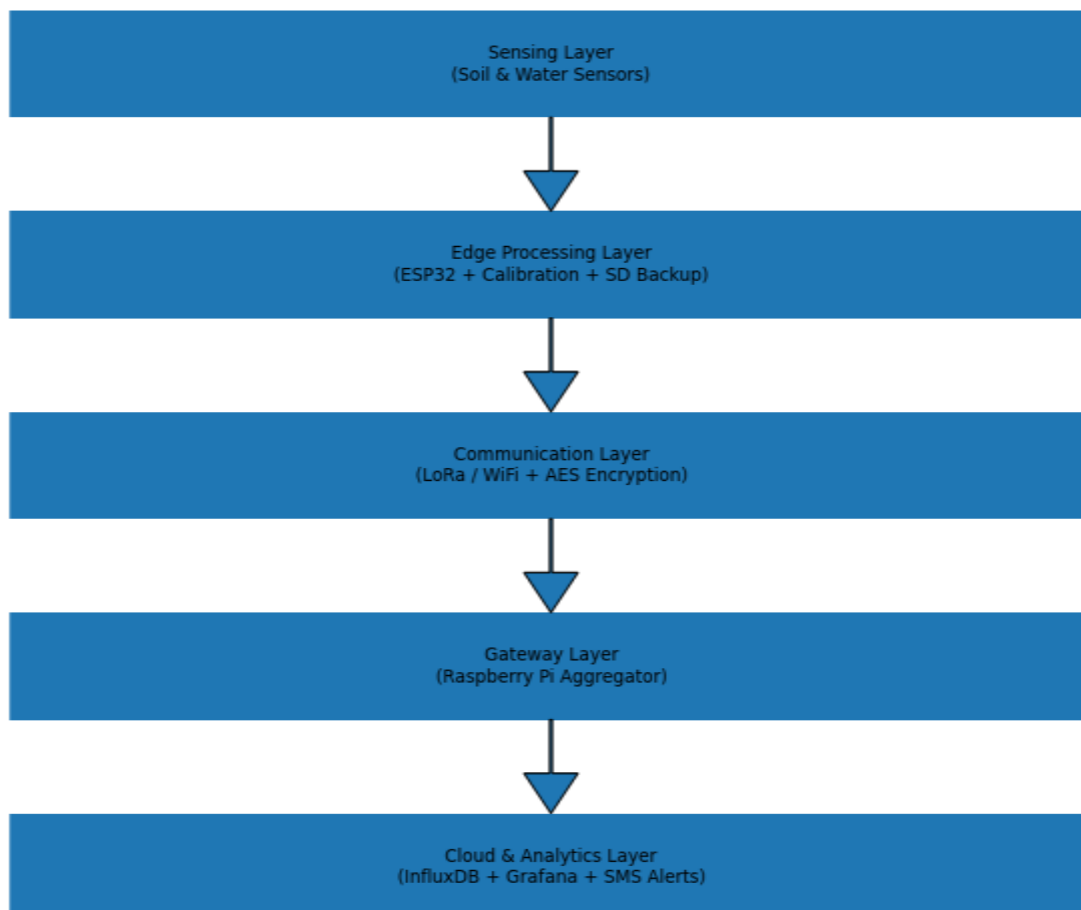 Sensing Layer
(Soil & Water Sensors)
Edge Processing Layer
(ESP32 + Calibration + SD Backup)
Communication Layer
(LoRa / WiFi + AES Encryption)
Gateway Layer
(Raspberry Pi Aggregator)
Cloud & Analytics Layer
(InfluxDB + Grafana + SMS Alerts)